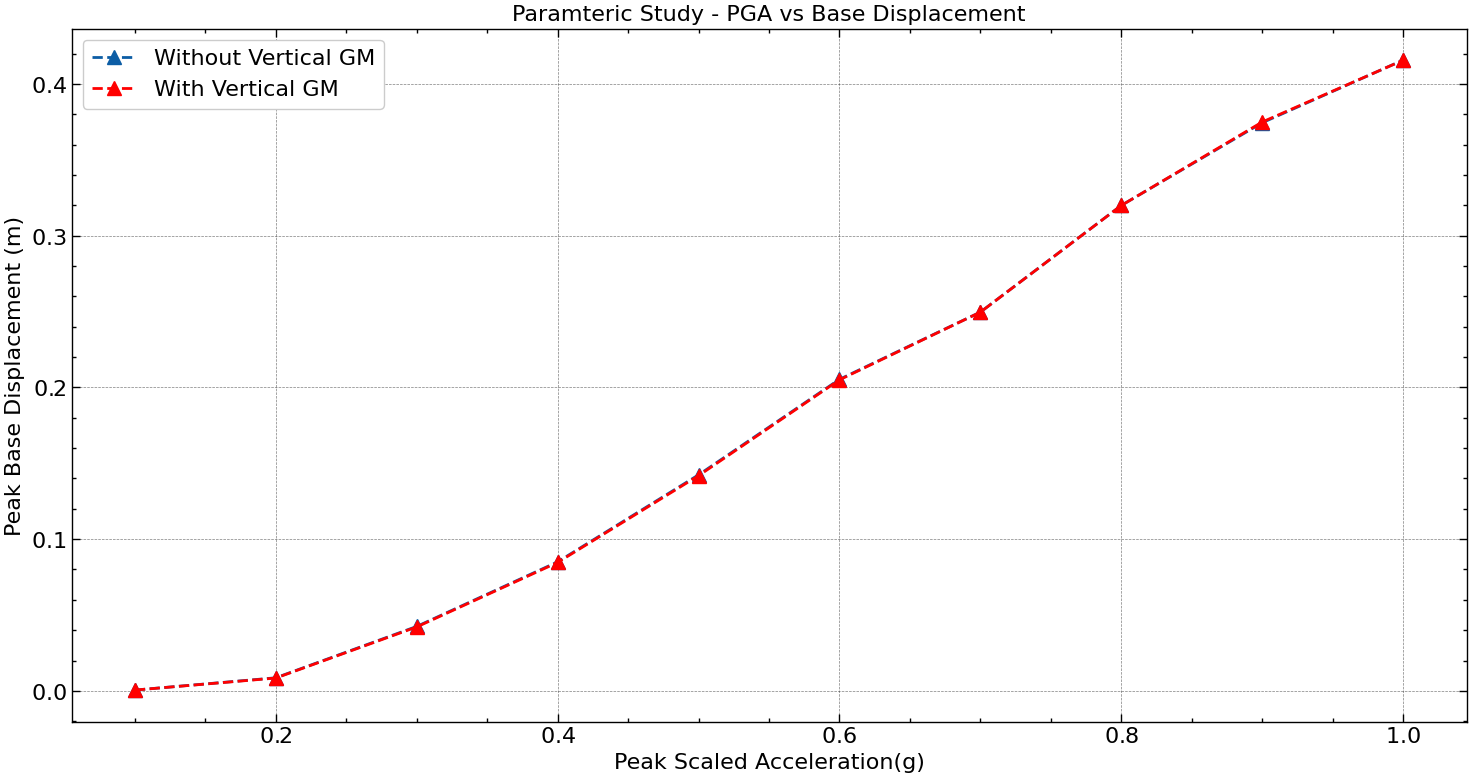 Paramteric Study - PGA vs Base Displacement
Without Vertical GM
With Vertical GM
Peak Base Displacement (m)
0.4
0.3
0.2
0.1
0.0
0.2
0.4
0.6
0.8
1.0
Peak Scaled Acceleration(g)